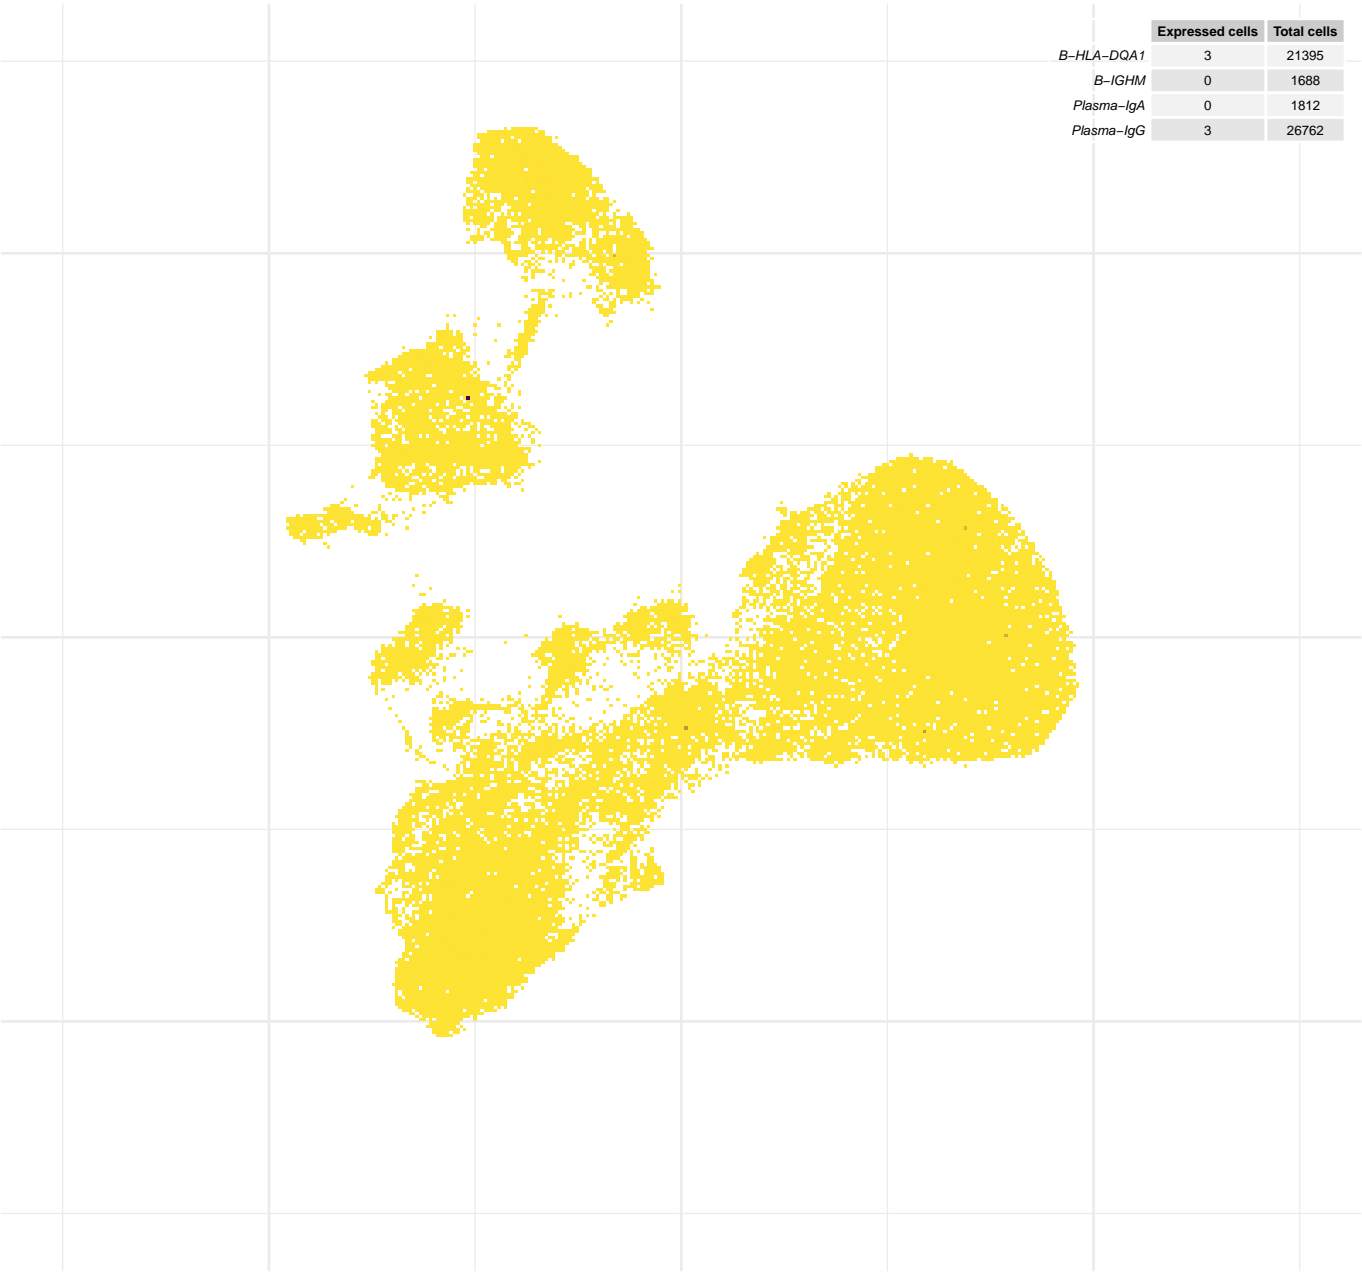 Expressed cells Total cells
B−HLA−DQA1 3 21395
B−IGHM 0 1688
Plasma−IgA 0 1812
Plasma−IgG 3 26762